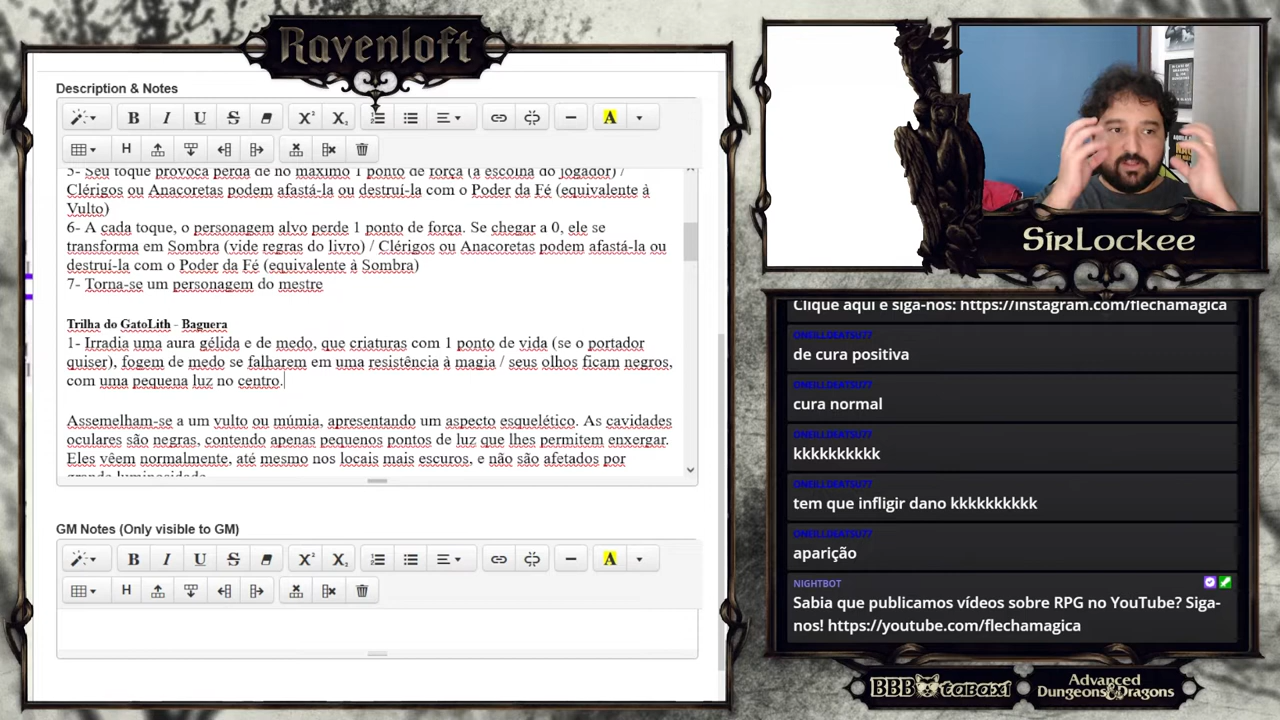 Ravenloft
Description & Notes
5- Seu toque provoca perda de no máximo 1 ponto de força (à escolha do jogador) /
Clérigos ou Anacoretas podem afastá-la ou destruí-la com o Poder da Fé (equivalente à
Vulto)
6- A cada toque, o personagem alvo perde 1 ponto de força. Se chegar a 0, ele se
transforma em Sombra (vide regras do livro) / Clérigos ou Anacoretas podem afastá-la ou
destruí-la com o Poder da Fé (equivalente à Sombra)
7- Torna-se um personagem do mestre
Trilha do GatoLith - Baguera
1- Irradia uma aura gélida e de medo, que criaturas com 1 ponto de vida (se o portador
quiser), fogem de medo se falharem em uma resistência à magia / seus olhos ficam negros,
com uma pequena luz no centro.
Assemelham-se a um vulto ou múmia, apresentando um aspecto esquelético. As cavidades
oculares são negras, contendo apenas pequenos pontos de luz que lhes permitem enxergar.
Eles vêem normalmente, até mesmo nos locais mais escuros, e não são afetados por
grande luminosidade
GM Notes (Only visible to GM)
SirLockee
Clique aqui e siga-nos: https://instagram.com/flechamagica
ONEILLDEATSU77
de cura positiva
ONEILLDEATSU77
cura normal
ONEILLDEATSU77
kkkkkkkkkk
ONEILLDEATSU77
tem que infligir dano kkkkkkkkkk
ONEILLDEATSU77
aparição
NIGHTBOT
Sabia que publicamos vídeos sobre RPG no YouTube? Siga-
nos! https://youtube.com/flechamagica
BBB tabaxi
Advanced
Dungeons & Dragons